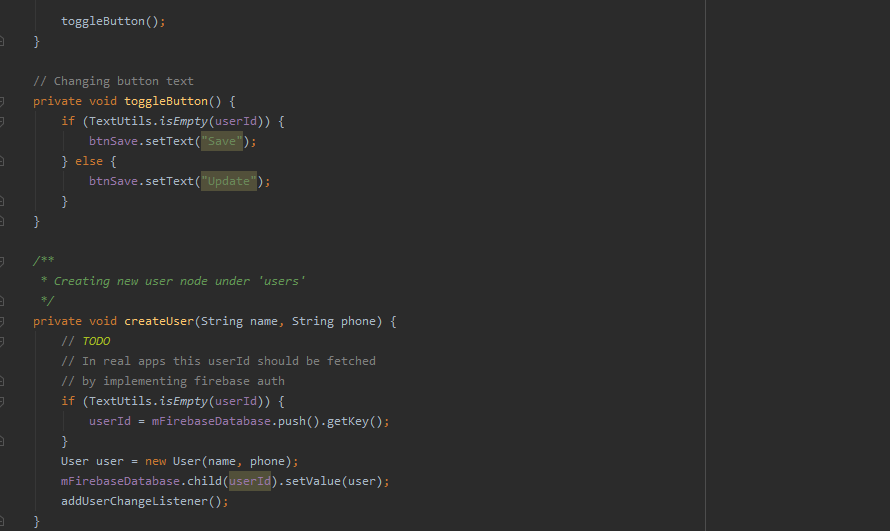 toggleButton();
}
// Changing button text
private void toggleButton() {
if (TextUtils.isEmpty(userId)) {
btnSave.setText("Save");
} else {
btnSave.setText("Update");
}
}
/**
* Creating new user node under 'users'
*/
private void createUser(String name, String phone) {
// TODO
// In real apps this userId should be fetched
// by implementing firebase auth
if (TextUtils.isEmpty(userId)) {
userId = mFirebaseDatabase.push().getKey();
}
User user = new User(name, phone);
mFirebaseDatabase.child(userId).setValue(user);
addUserChangeListener();
}